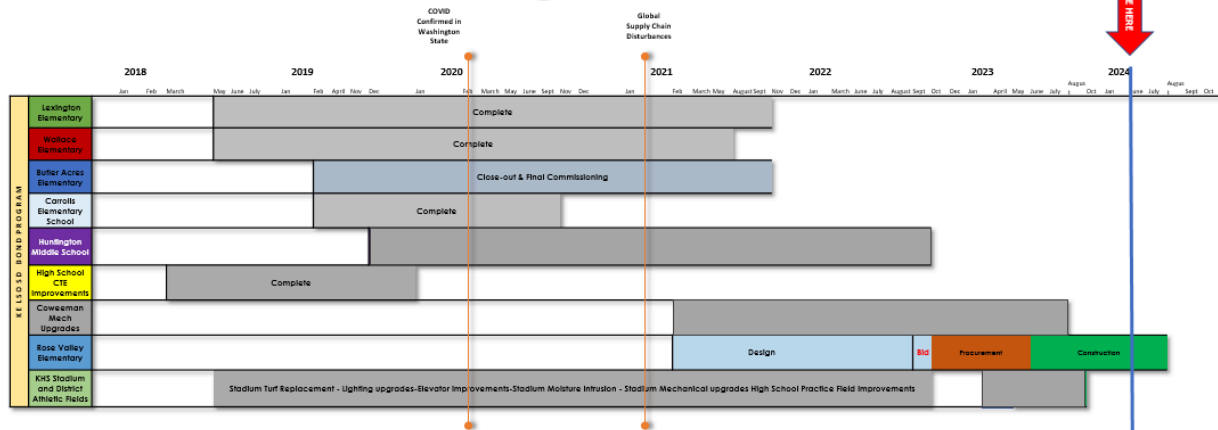 COVID
Confirmed in
Washington
State
Global
Supply Chain
Disturbances
E HERE
2018 2019 2020 2021 2022 2023 2024
Jan Feb March May June July Jan Feb April Nov Dec Jan Feb March May June Sept Nov Dec Jan Feb March May August Sept Nov Dec Jan March June July August Sept Oct Dec Jan April May June July Augus Oct Jan June July Augus Sept Oct
KELSO SD BOND PROGRAM
Lexington
Elementary
Complete
Wallace
Elementary
Complete
Butler Acres
Elementary
Close-out & Final Commissioning
Carrolls
Elementary
School
Complete
Huntington
Middle School
High School
CTE
Improvements
Complete
Coweeman
Mech
Upgrades
Rose Valley
Elementary
Design Bid Procurement Construction
KHS Stadium
and District
Athletic Fields
Stadium Turf Replacement - Lighting upgrades-Elevator Improvements-Stadium Moisture Intrusion - Stadium Mechanical upgrades High School Practice Field Improvements